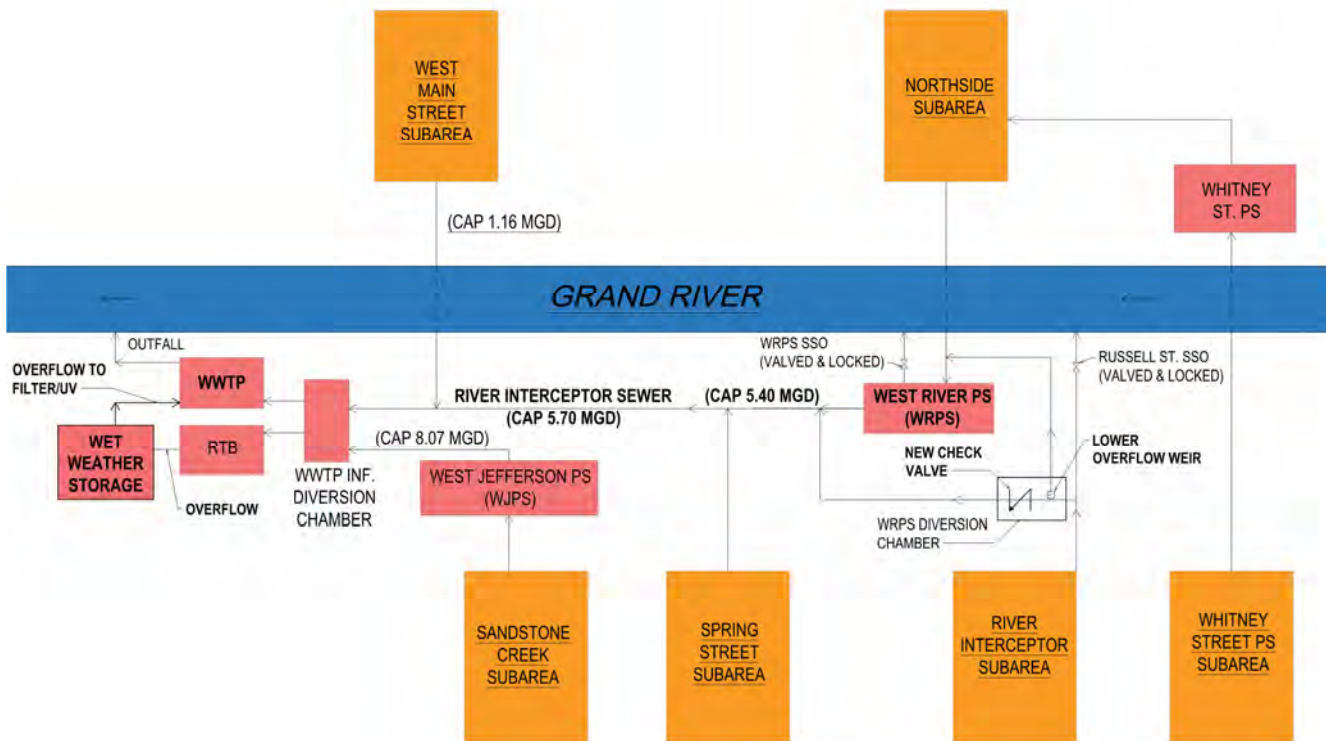 WEST
MAIN
STREET
SUBAREA
NORTHSIDE
SUBAREA
WHITNEY
ST. PS
(CAP 1.16 MGD)
GRAND RIVER
OUTFALL
OVERFLOW TO
FILTER/UV
WWTP
WET
WEATHER
STORAGE
RTB
OVERFLOW
WWTP INF.
DIVERSION
CHAMBER
RIVER INTERCEPTOR SEWER
(CAP 5.70 MGD)
(CAP 5.40 MGD)
(CAP 8.07 MGD)
WEST JEFFERSON PS
(WJPS)
WRPS SSO
(VALVED & LOCKED)
WEST RIVER PS
(WRPS)
RUSSELL ST. SSO
(VALVED & LOCKED)
NEW CHECK
VALVE
LOWER
OVERFLOW WEIR
WRPS DIVERSION
CHAMBER
SANDSTONE
CREEK
SUBAREA
SPRING
STREET
SUBAREA
RIVER
INTERCEPTOR
SUBAREA
WHITNEY
STREET PS
SUBAREA